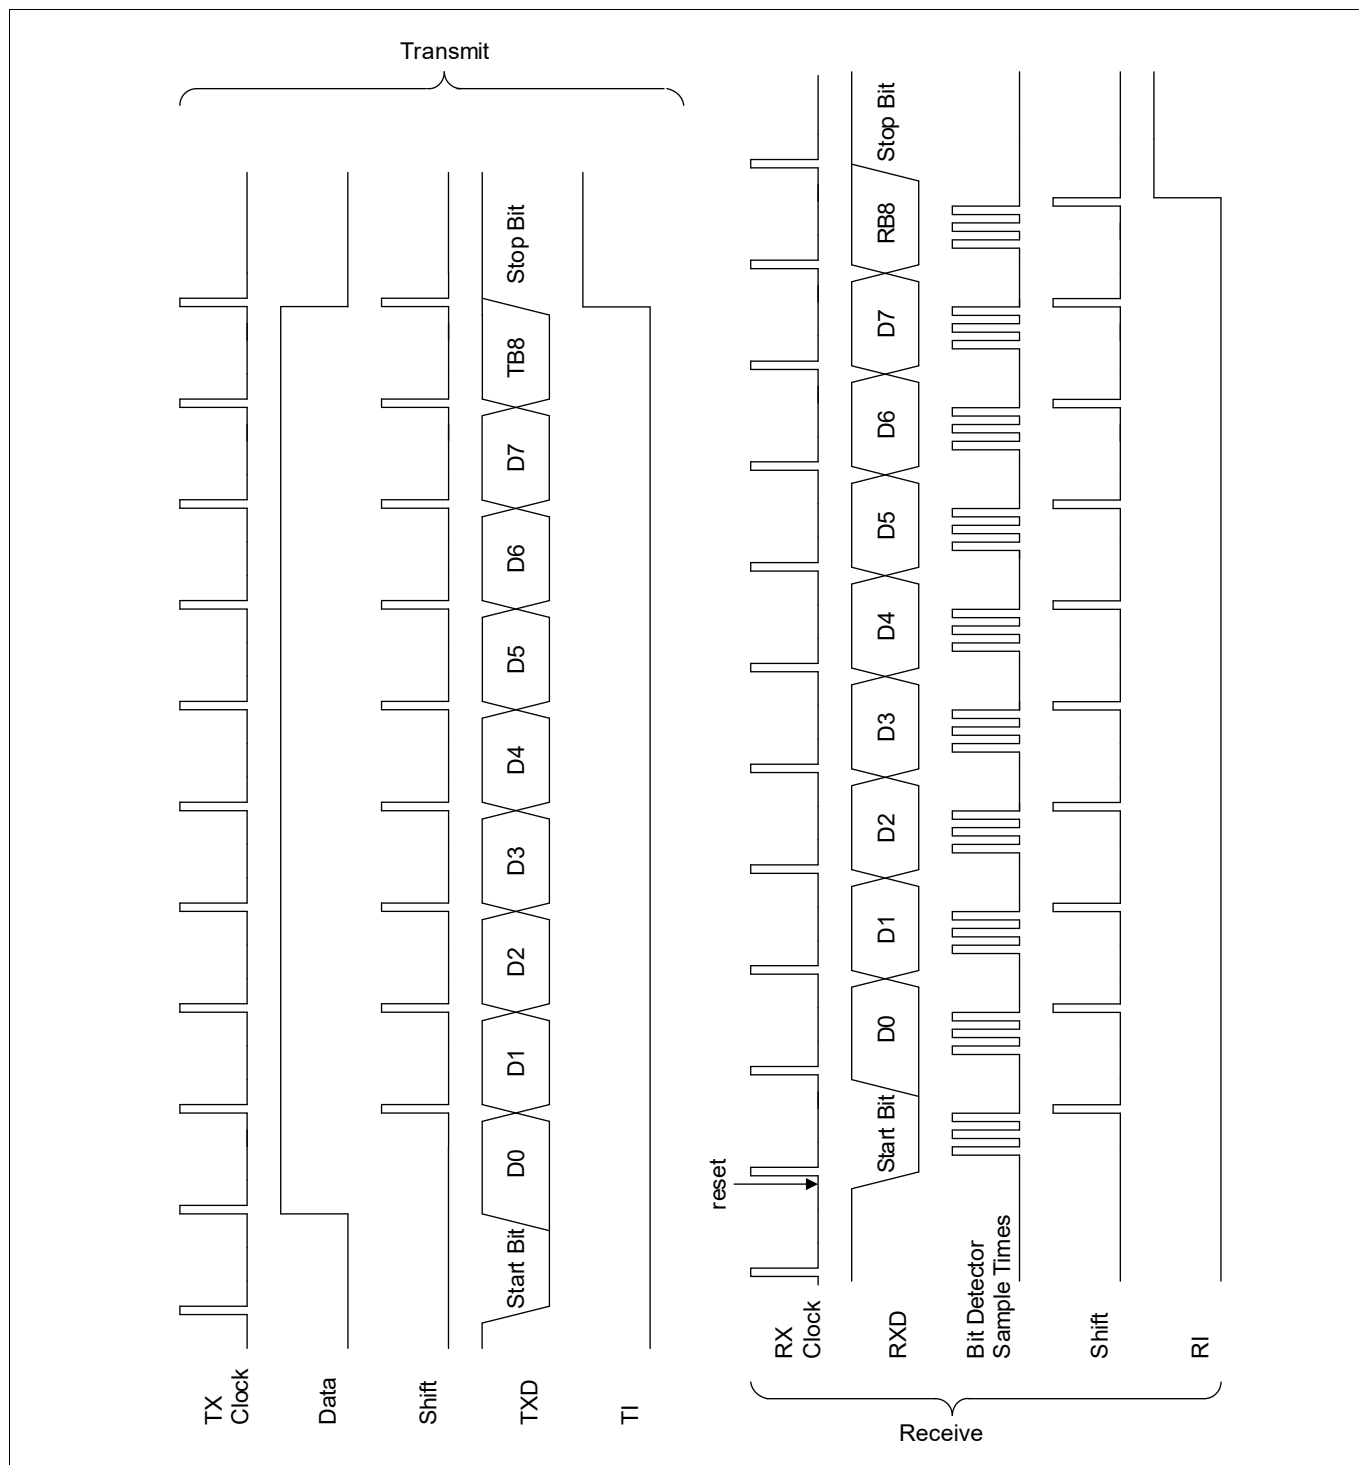 Transmit
TX
Clock
Data
Shift
TXD
Start Bit
D0
D1
D2
D3
D4
D5
D6
D7
TB8
Stop Bit
TI
RX
Clock
reset
RXD
Start Bit
D0
D1
D2
D3
D4
D5
D6
D7
RB8
Stop Bit
Bit Detector
Sample Times
Shift
RI
Receive